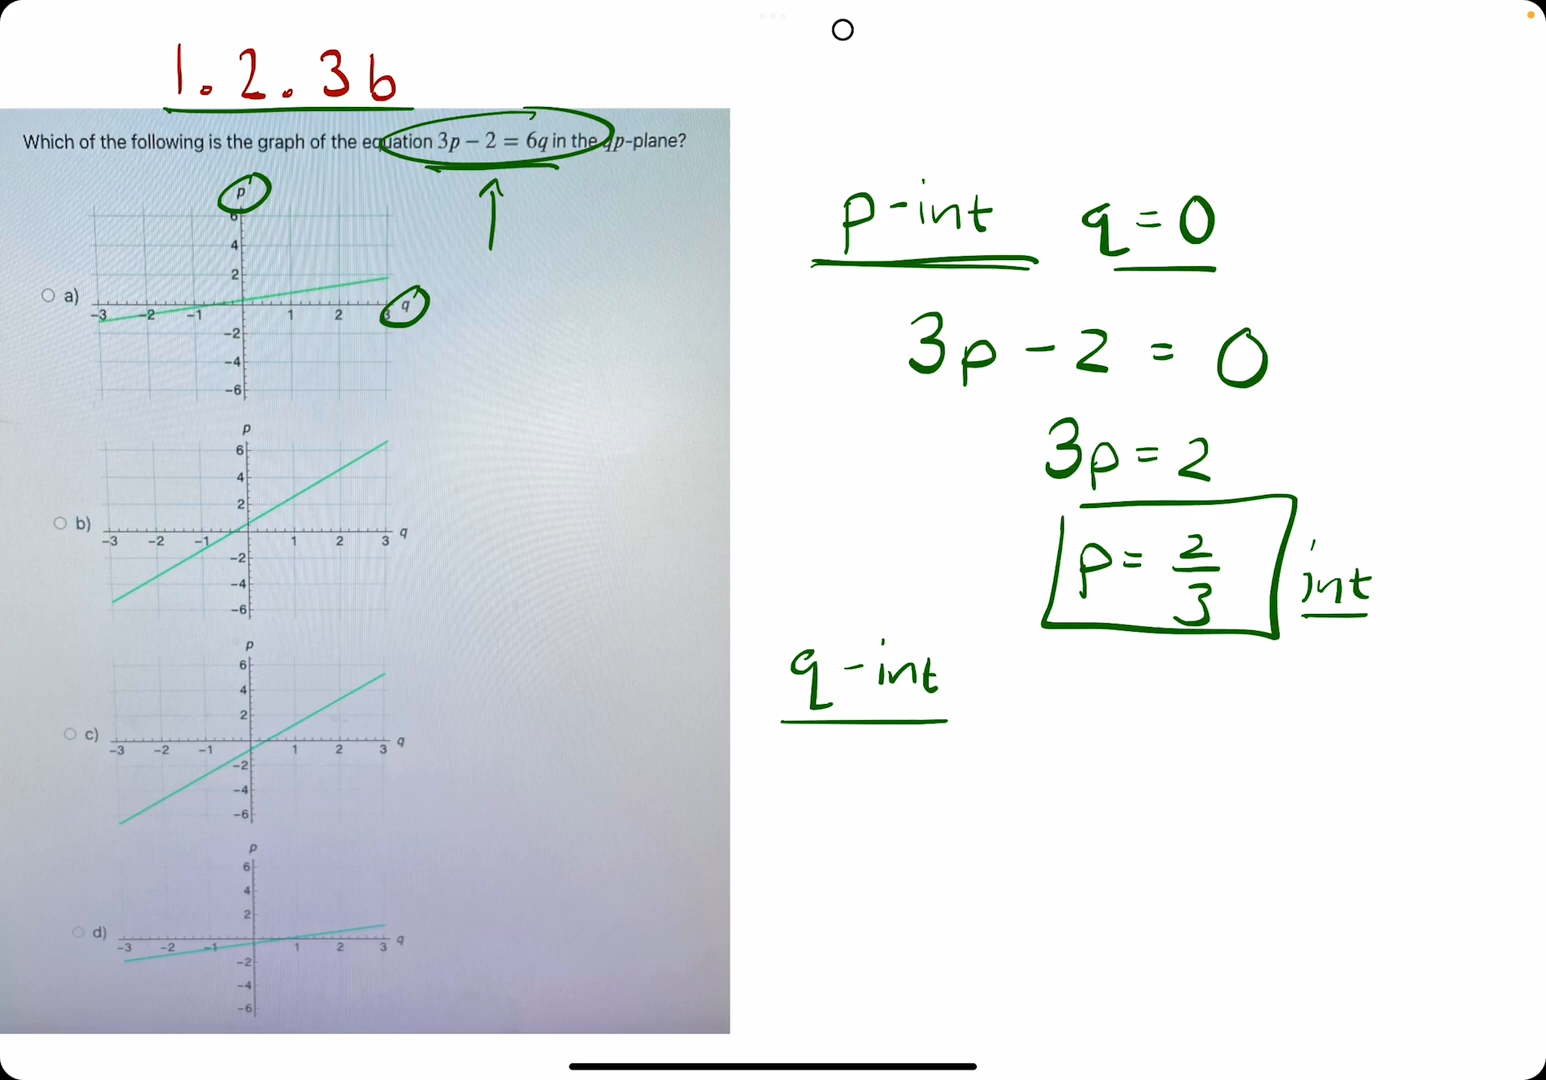 1.2.3b
Which of the following is the graph of the equation 3p − 2 = 6q in the qp-plane?
p
6
4
2
a)
-3 -2 -1 1 2 3 q
-2
-4
-6
p
6
4
2
b)
-3 -2 -1 1 2 3 q
-2
-4
-6
p
6
4
2
c)
-3 -2 -1 1 2 3 q
-2
-4
-6
p
6
4
2
d)
-3 -2 -1 1 2 3 q
-2
-4
-6
p-int q=0
3p - 2 = 0
3p = 2
p = 2/3 int
q-int